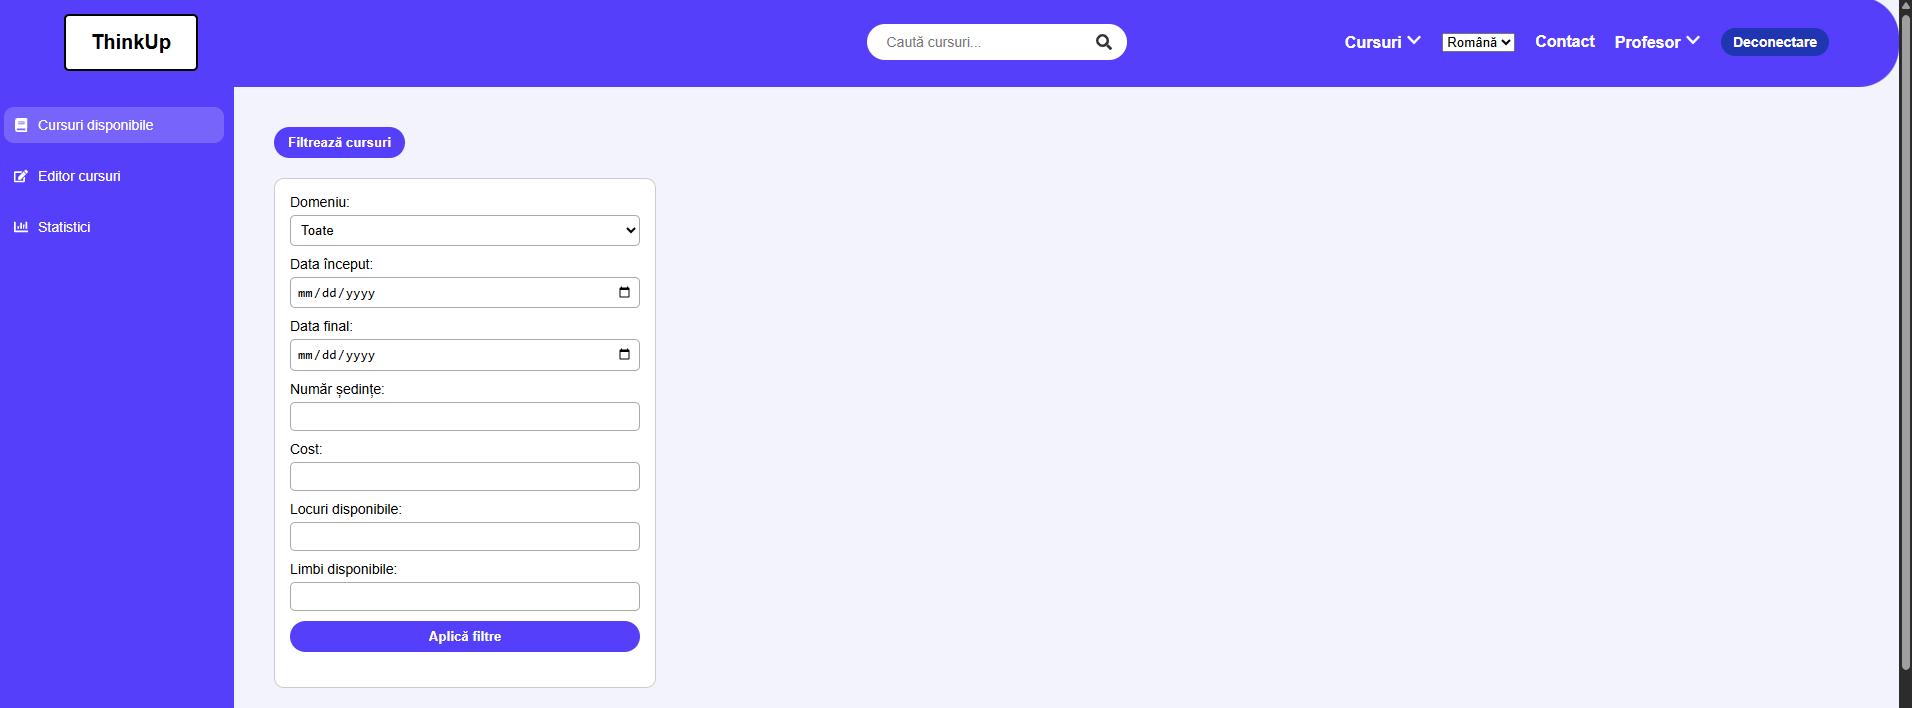 ThinkUp
Caută cursuri...
Cursuri
Română
Contact
Profesor
Deconectare
Cursuri disponibile
Editor cursuri
Statistici
Filtrează cursuri
Domeniu:
Toate
Data început:
mm/dd/yyyy
Data final:
mm/dd/yyyy
Număr ședințe:
Cost:
Locuri disponibile:
Limbi disponibile:
Aplică filtre